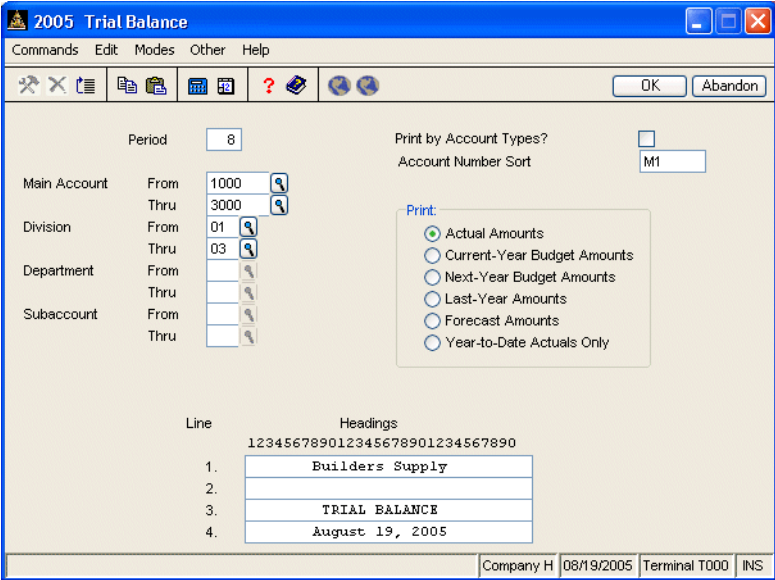 2005 Trial Balance
Commands Edit Modes Other Help
OK Abandon
Period 8
Print by Account Types?
Account Number Sort M1
Main Account From 1000
Thru 3000
Division From 01
Thru 03
Department From
Thru
Subaccount From
Thru
Print:
Actual Amounts
Current-Year Budget Amounts
Next-Year Budget Amounts
Last-Year Amounts
Forecast Amounts
Year-to-Date Actuals Only
Line Headings
123456789012345678901234567890
1. Builders Supply
2.
3. TRIAL BALANCE
4. August 19, 2005
Company H 08/19/2005 Terminal T000 INS